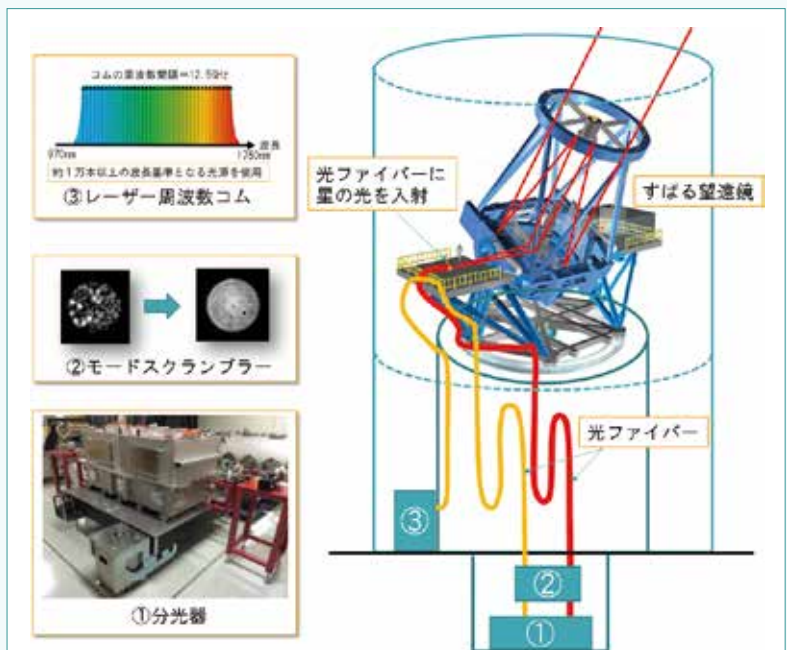 コムの周波数間隔=12.5GHz
波長
970nm
1750nm
約1万本以上の波長基準となる光源を使用
③レーザー周波数コム
②モードスクランブラー
①分光器
光ファイバーに
星の光を入射
すばる望遠鏡
光ファイバー
③
②
①